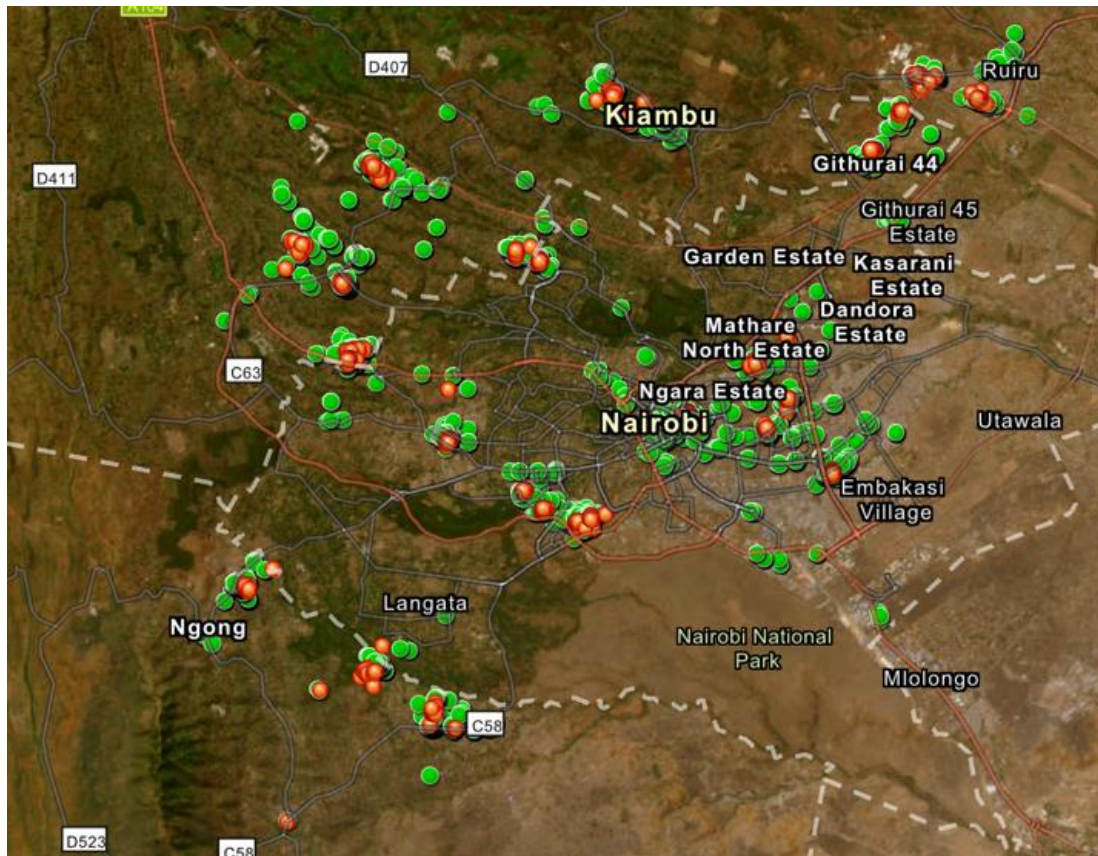 A104
D407
Ruiru
Kiambu
D411
Githurai 44
Githurai 45
Estate
Garden Estate
Kasarani
Estate
Dandora
Estate
Mathare
North Estate
C63
Ngara Estate
Nairobi
Utawala
Embakasi
Village
Langata
Ngong
Nairobi National
Park
Mlolongo
C58
D523
C58